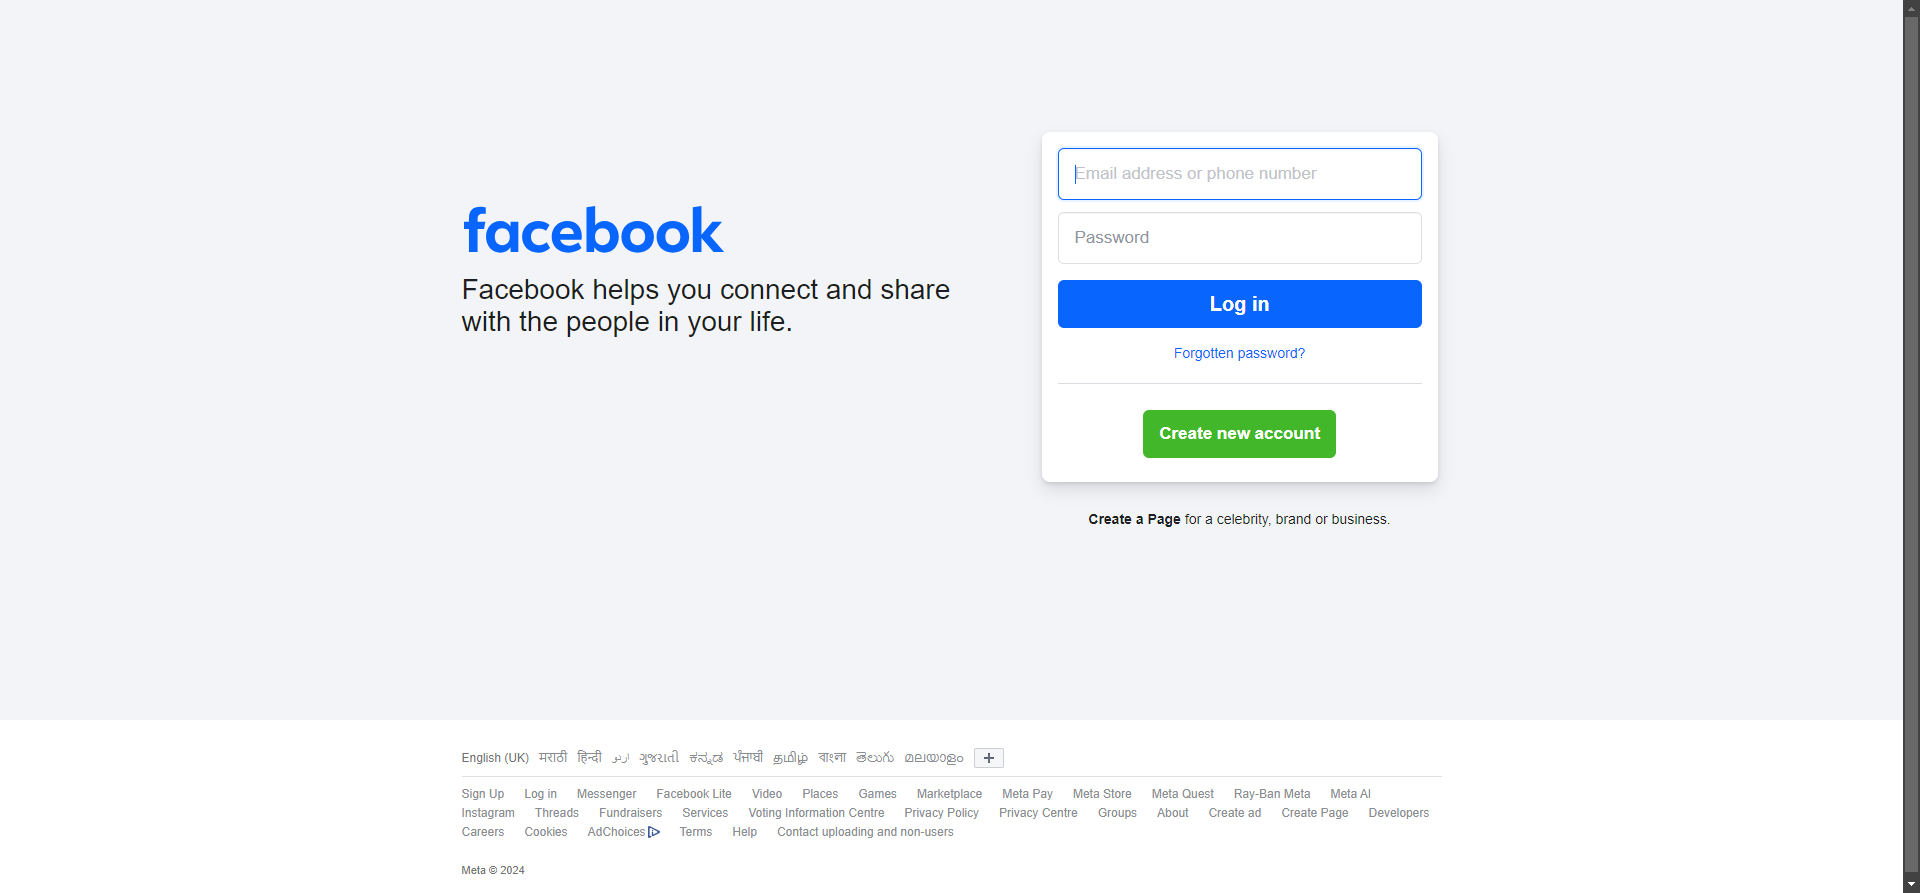 facebook
Facebook helps you connect and share
with the people in your life.
Email address or phone number
Password
Log in
Forgotten password?
Create new account
Create a Page for a celebrity, brand or business.
English (UK) मराठी हिन्दी اردو ગુજરાતી ಕನ್ನಡ ਪੰਜਾਬੀ தமிழ் বাংলা తెలుగు മലയാളം
Sign Up Log in Messenger Facebook Lite Video Places Games Marketplace Meta Pay Meta Store Meta Quest Ray-Ban Meta Meta AI
Instagram Threads Fundraisers Services Voting Information Centre Privacy Policy Privacy Centre Groups About Create ad Create Page Developers
Careers Cookies AdChoices Terms Help Contact uploading and non-users
Meta © 2024